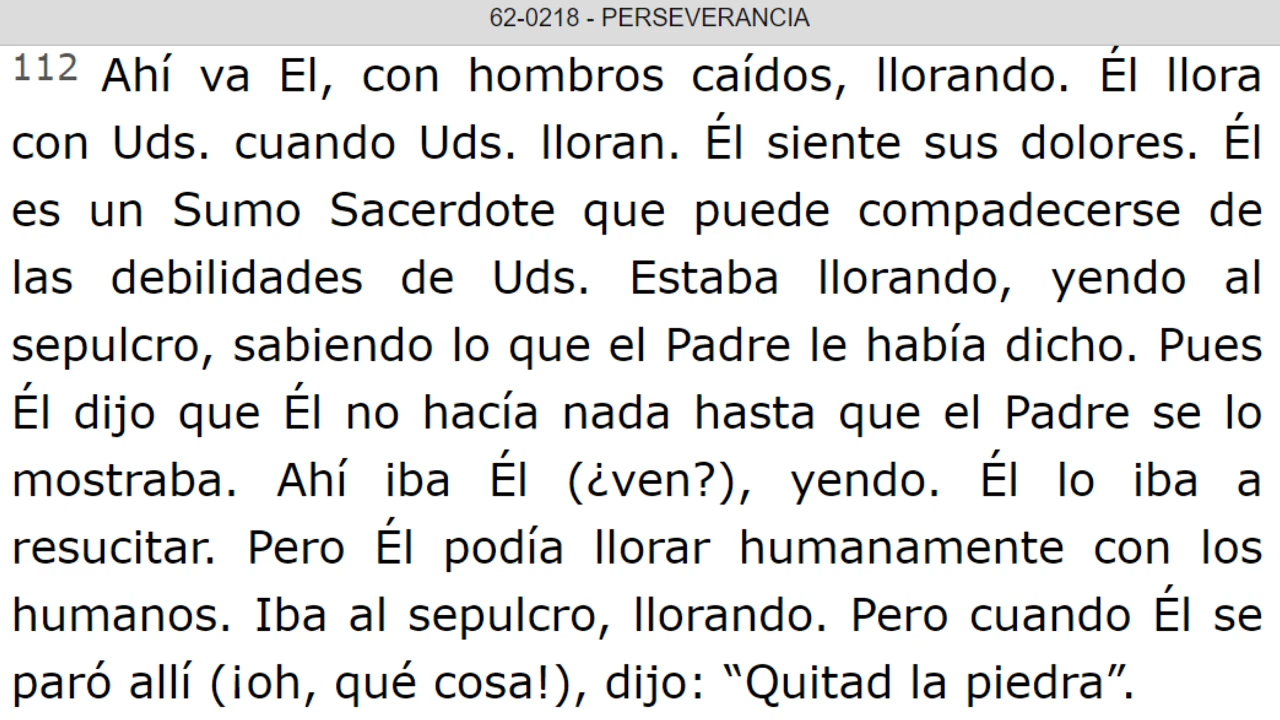 62-0218 - PERSEVERANCIA
112 Ahí va El, con hombros caídos, llorando. Él llora
con Uds. cuando Uds. lloran. Él siente sus dolores. Él
es un Sumo Sacerdote que puede compadecerse de
las debilidades de Uds. Estaba llorando, yendo al
sepulcro, sabiendo lo que el Padre le había dicho. Pues
Él dijo que Él no hacía nada hasta que el Padre se lo
mostraba. Ahí iba Él (¿ven?), yendo. Él lo iba a
resucitar. Pero Él podía llorar humanamente con los
humanos. Iba al sepulcro, llorando. Pero cuando Él se
paró allí (¡oh, qué cosa!), dijo: “Quitad la piedra”.